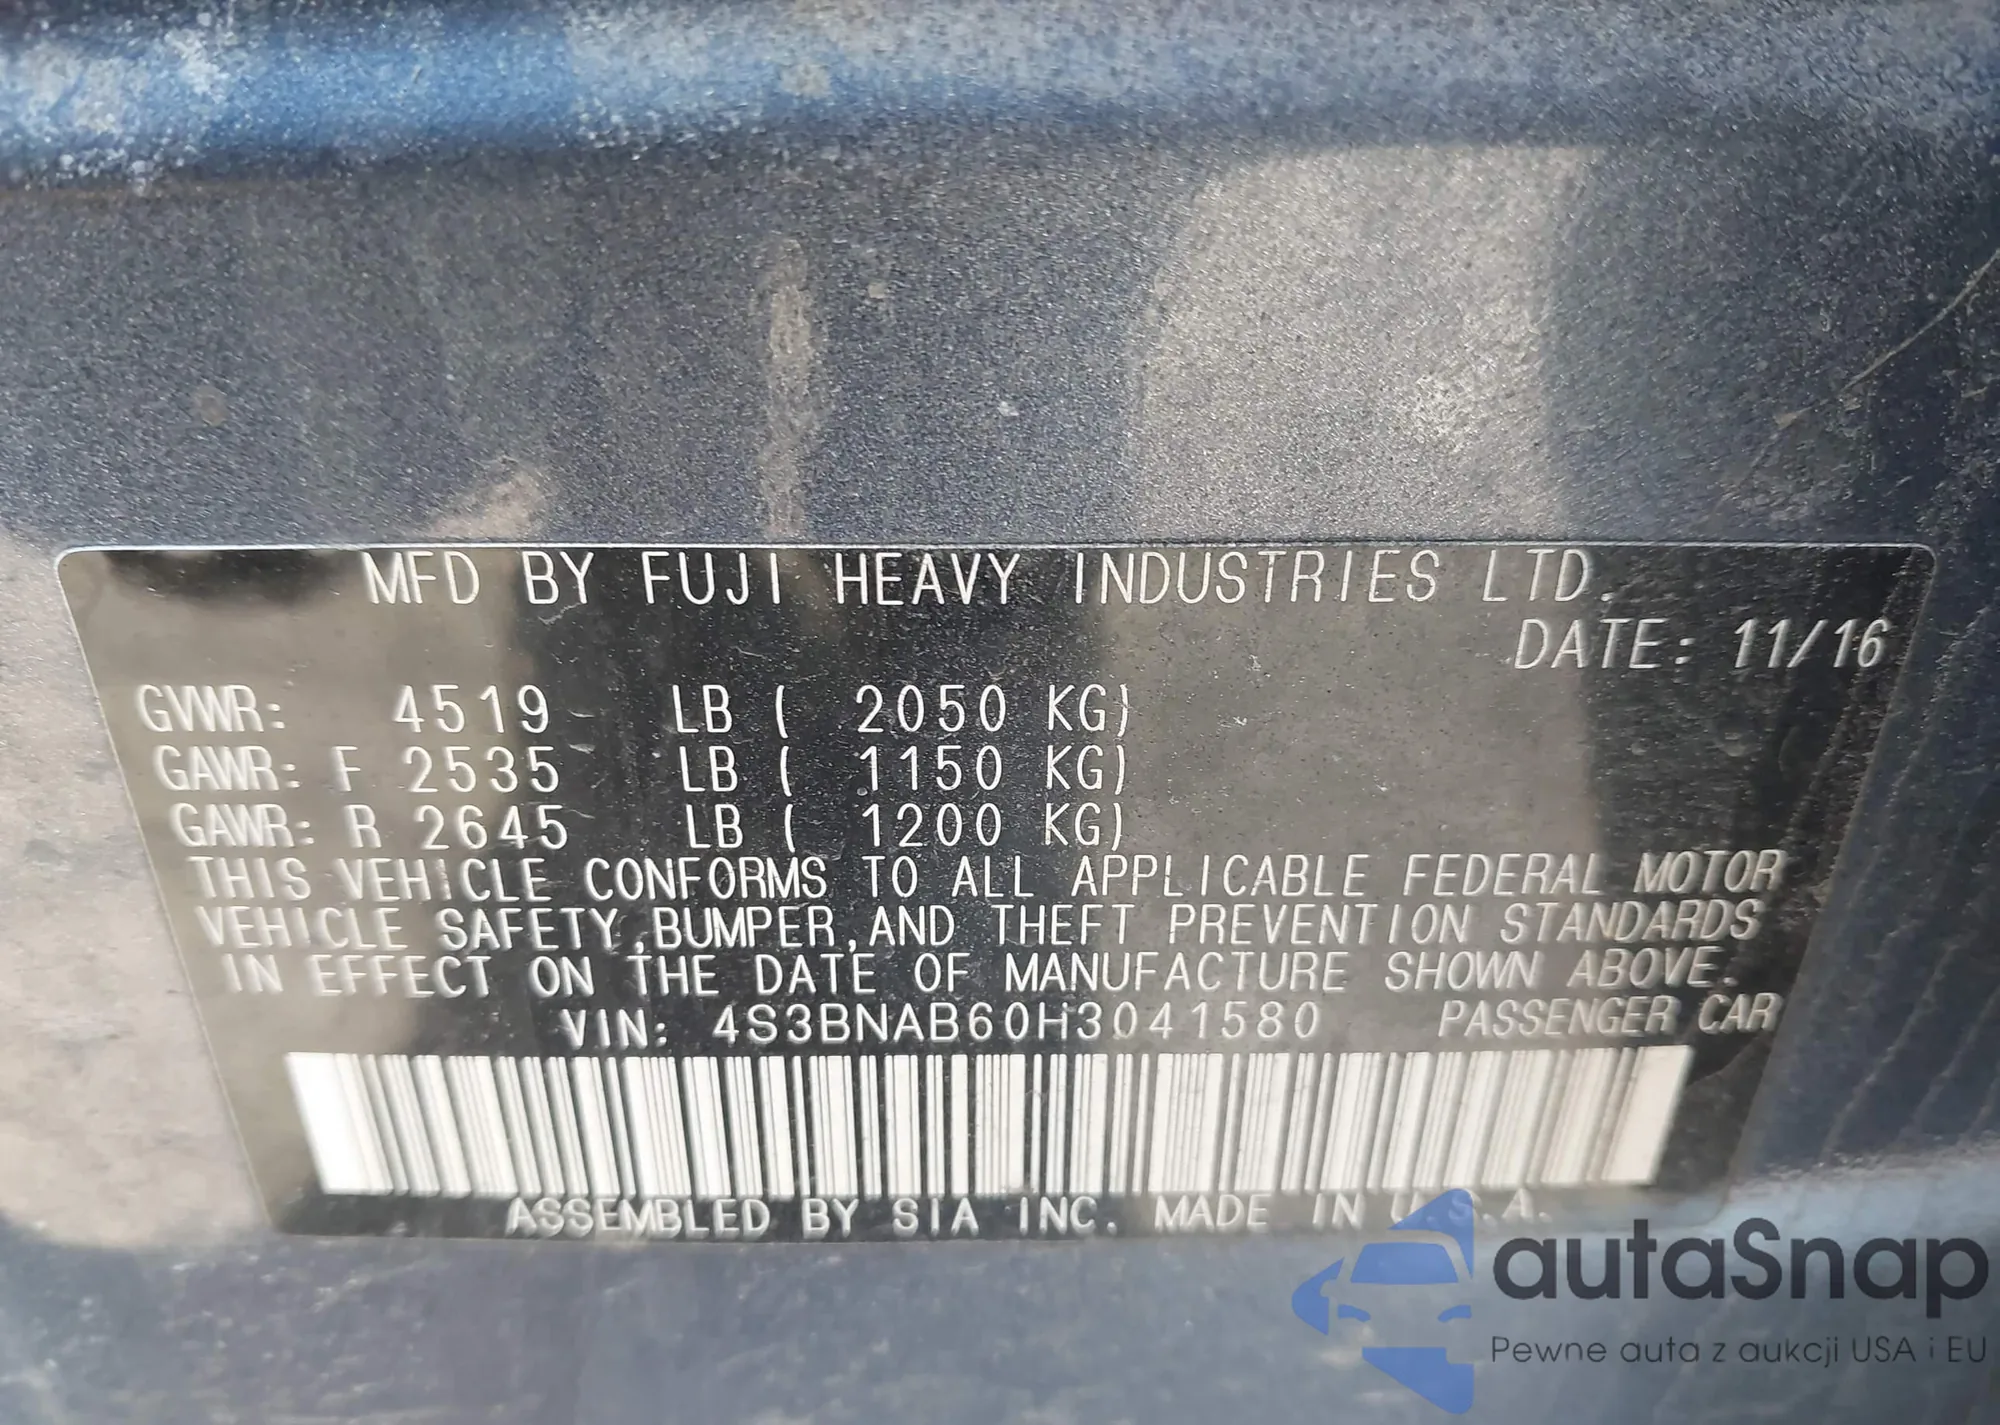 MFD BY FUJI HEAVY INDUSTRIES LTD.
DATE: 11/16
GVWR: 4519 LB ( 2050 KG)
GAWR: F 2535 LB ( 1150 KG)
GAWR: R 2645 LB ( 1200 KG)
THIS VEHICLE CONFORMS TO ALL APPLICABLE FEDERAL MOTOR
VEHICLE SAFETY,BUMPER,AND THEFT PREVENTION STANDARDS
IN EFFECT ON THE DATE OF MANUFACTURE SHOWN ABOVE.
VIN: 4S3BNAB60H3041580 PASSENGER CAR
ASSEMBLED BY SIA INC. MADE IN U.S.A.
autaSnap
Pewne auta z aukcji USA i EU